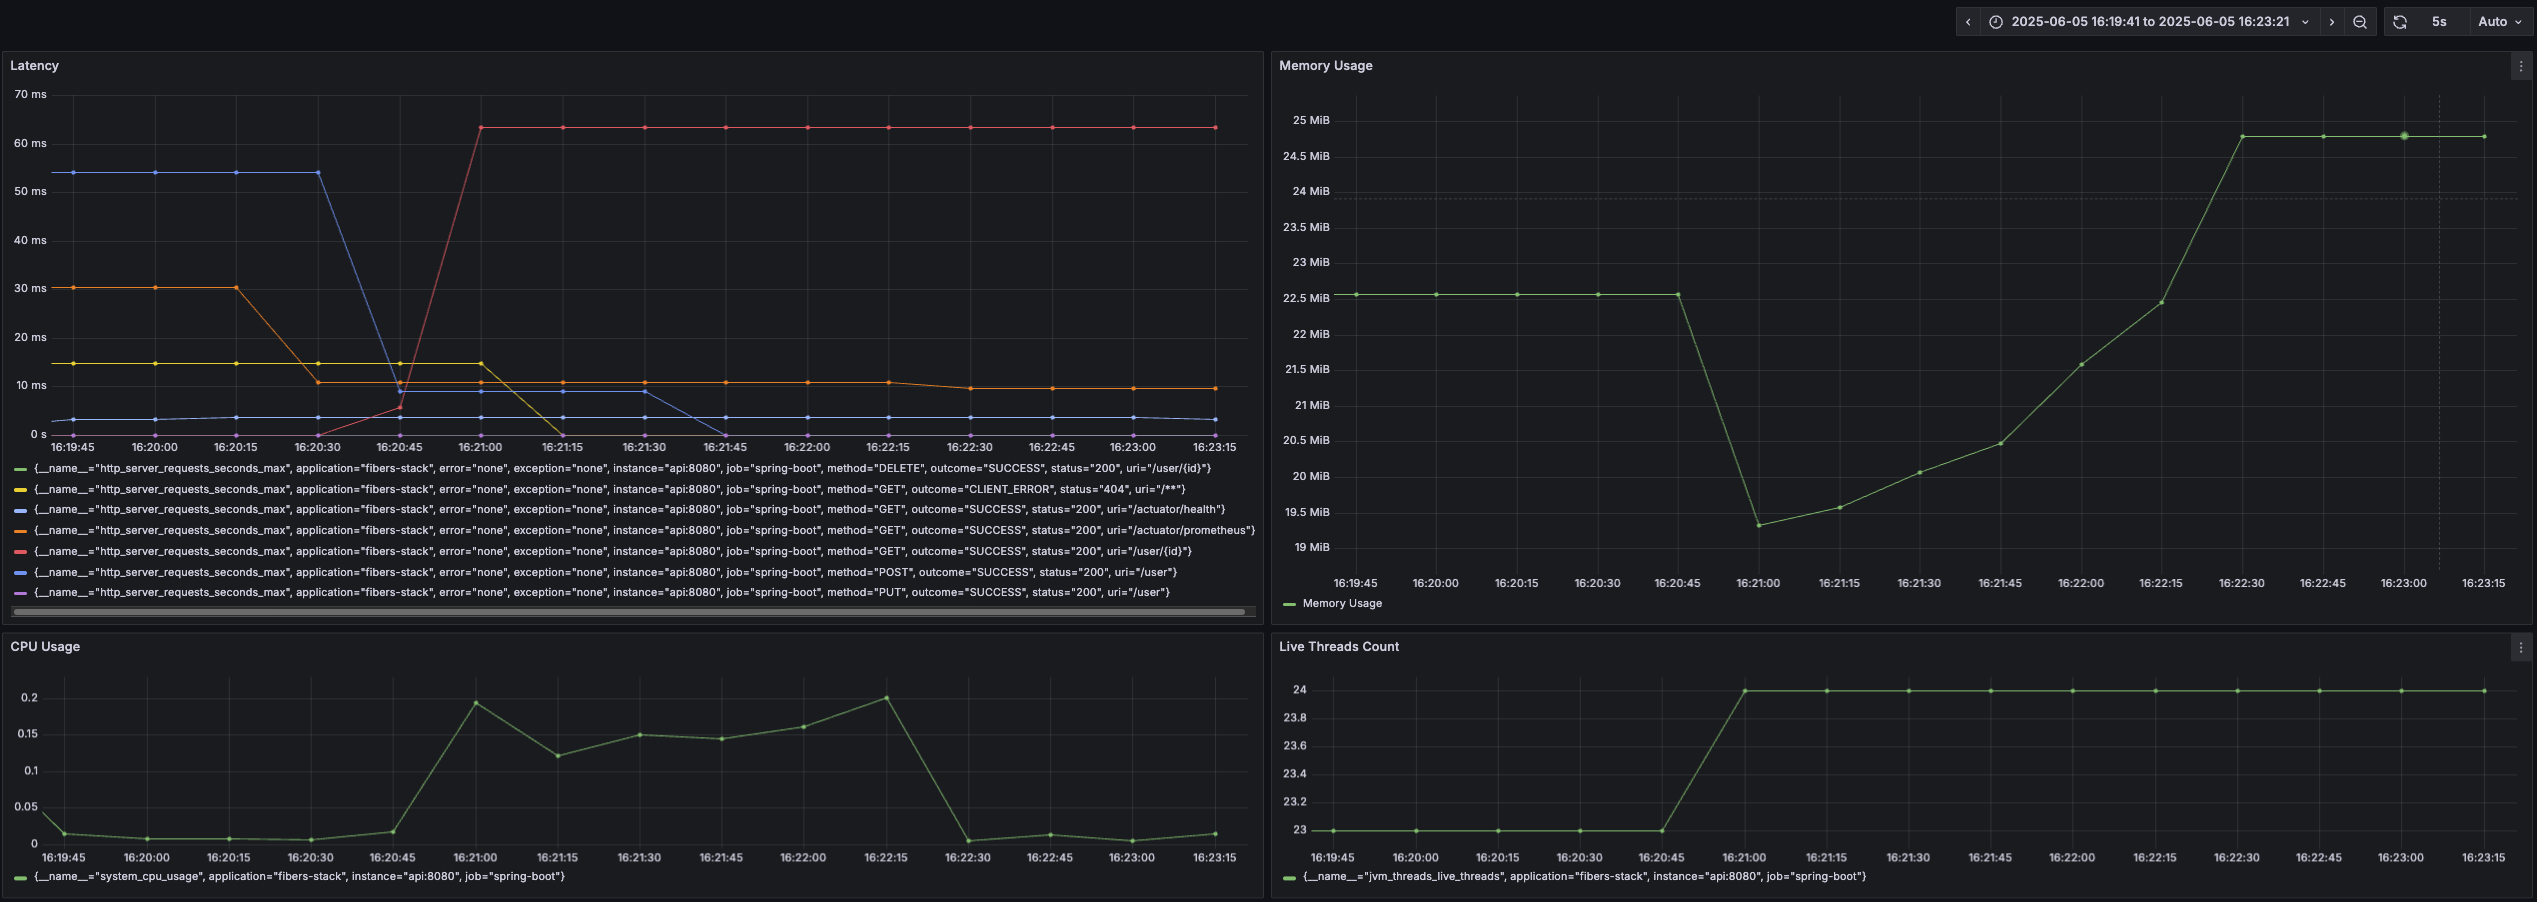 2025-06-05 16:19:41 to 2025-06-05 16:23:21
5s
Auto
Latency
70 ms
60 ms
50 ms
40 ms
30 ms
20 ms
10 ms
0 s
16:19:45 16:20:00 16:20:15 16:20:30 16:20:45 16:21:00 16:21:15 16:21:30 16:21:45 16:22:00 16:22:15 16:22:30 16:22:45 16:23:00 16:23:15
{__name__="http_server_requests_seconds_max", application="fibers-stack", error="none", exception="none", instance="api:8080", job="spring-boot", method="DELETE", outcome="SUCCESS", status="200", uri="/user/{id}"}
{__name__="http_server_requests_seconds_max", application="fibers-stack", error="none", exception="none", instance="api:8080", job="spring-boot", method="GET", outcome="CLIENT_ERROR", status="404", uri="/**"}
{__name__="http_server_requests_seconds_max", application="fibers-stack", error="none", exception="none", instance="api:8080", job="spring-boot", method="GET", outcome="SUCCESS", status="200", uri="/actuator/health"}
{__name__="http_server_requests_seconds_max", application="fibers-stack", error="none", exception="none", instance="api:8080", job="spring-boot", method="GET", outcome="SUCCESS", status="200", uri="/actuator/prometheus"}
{__name__="http_server_requests_seconds_max", application="fibers-stack", error="none", exception="none", instance="api:8080", job="spring-boot", method="GET", outcome="SUCCESS", status="200", uri="/user/{id}"}
{__name__="http_server_requests_seconds_max", application="fibers-stack", error="none", exception="none", instance="api:8080", job="spring-boot", method="POST", outcome="SUCCESS", status="200", uri="/user"}
{__name__="http_server_requests_seconds_max", application="fibers-stack", error="none", exception="none", instance="api:8080", job="spring-boot", method="PUT", outcome="SUCCESS", status="200", uri="/user"}
Memory Usage
25 MiB
24.5 MiB
24 MiB
23.5 MiB
23 MiB
22.5 MiB
22 MiB
21.5 MiB
21 MiB
20.5 MiB
20 MiB
19.5 MiB
19 MiB
16:19:45 16:20:00 16:20:15 16:20:30 16:20:45 16:21:00 16:21:15 16:21:30 16:21:45 16:22:00 16:22:15 16:22:30 16:22:45 16:23:00 16:23:15
Memory Usage
CPU Usage
0.2
0.15
0.1
0.05
0
16:19:45 16:20:00 16:20:15 16:20:30 16:20:45 16:21:00 16:21:15 16:21:30 16:21:45 16:22:00 16:22:15 16:22:30 16:22:45 16:23:00 16:23:15
{__name__="system_cpu_usage", application="fibers-stack", instance="api:8080", job="spring-boot"}
Live Threads Count
24
23.8
23.6
23.4
23.2
23
16:19:45 16:20:00 16:20:15 16:20:30 16:20:45 16:21:00 16:21:15 16:21:30 16:21:45 16:22:00 16:22:15 16:22:30 16:22:45 16:23:00 16:23:15
{__name__="jvm_threads_live_threads", application="fibers-stack", instance="api:8080", job="spring-boot"}